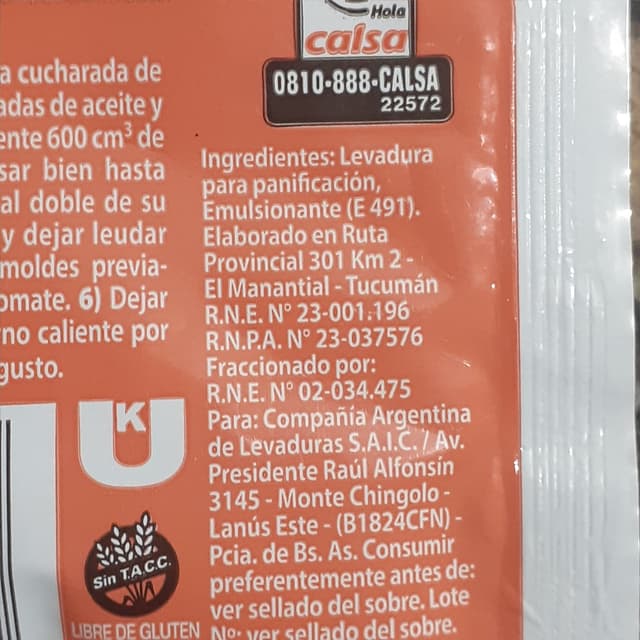 a cucharada de
adas de aceite y
ente 600 cm³ de
sar bien hasta
al doble de su
y dejar leudar
moldes previa-
omate. 6) Dejar
rno caliente por
gusto.
Hola
calsa
0810-888-CALSA
22572
Ingredientes: Levadura
para panificación,
Emulsionante (E 491).
Elaborado en Ruta
Provincial 301 Km 2 -
El Manantial - Tucumán
R.N.E. N° 23-001.196
R.N.P.A. N° 23-037576
Fraccionado por:
R.N.E. N° 02-034.475
Para: Compañía Argentina
de Levaduras S.A.I.C. / Av.
Presidente Raúl Alfonsín
3145 - Monte Chingolo -
Lanús Este - (B1824CFN) -
Pcia. de Bs. As. Consumir
preferentemente antes de:
ver sellado del sobre. Lote
N°: ver sellado del sobre.
UK
Sin T.A.C.C.
LIBRE DE GLUTEN